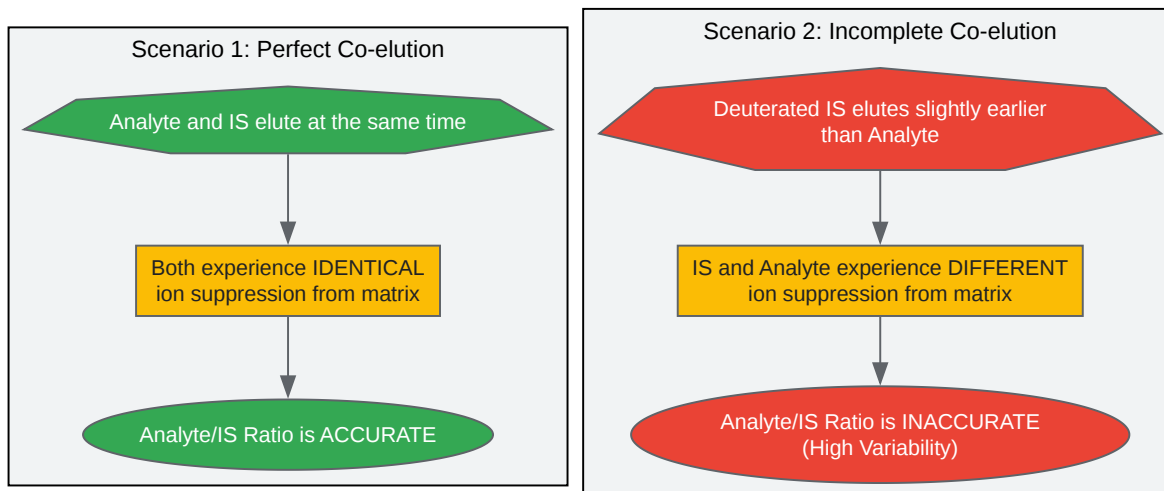 Scenario 1: Perfect Co-elution
Analyte and IS elute at the same time
Both experience IDENTICAL
ion suppression from matrix
Analyte/IS Ratio is ACCURATE
Scenario 2: Incomplete Co-elution
Deuterated IS elutes slightly earlier
than Analyte
IS and Analyte experience DIFFERENT
ion suppression from matrix
Analyte/IS Ratio is INACCURATE
(High Variability)